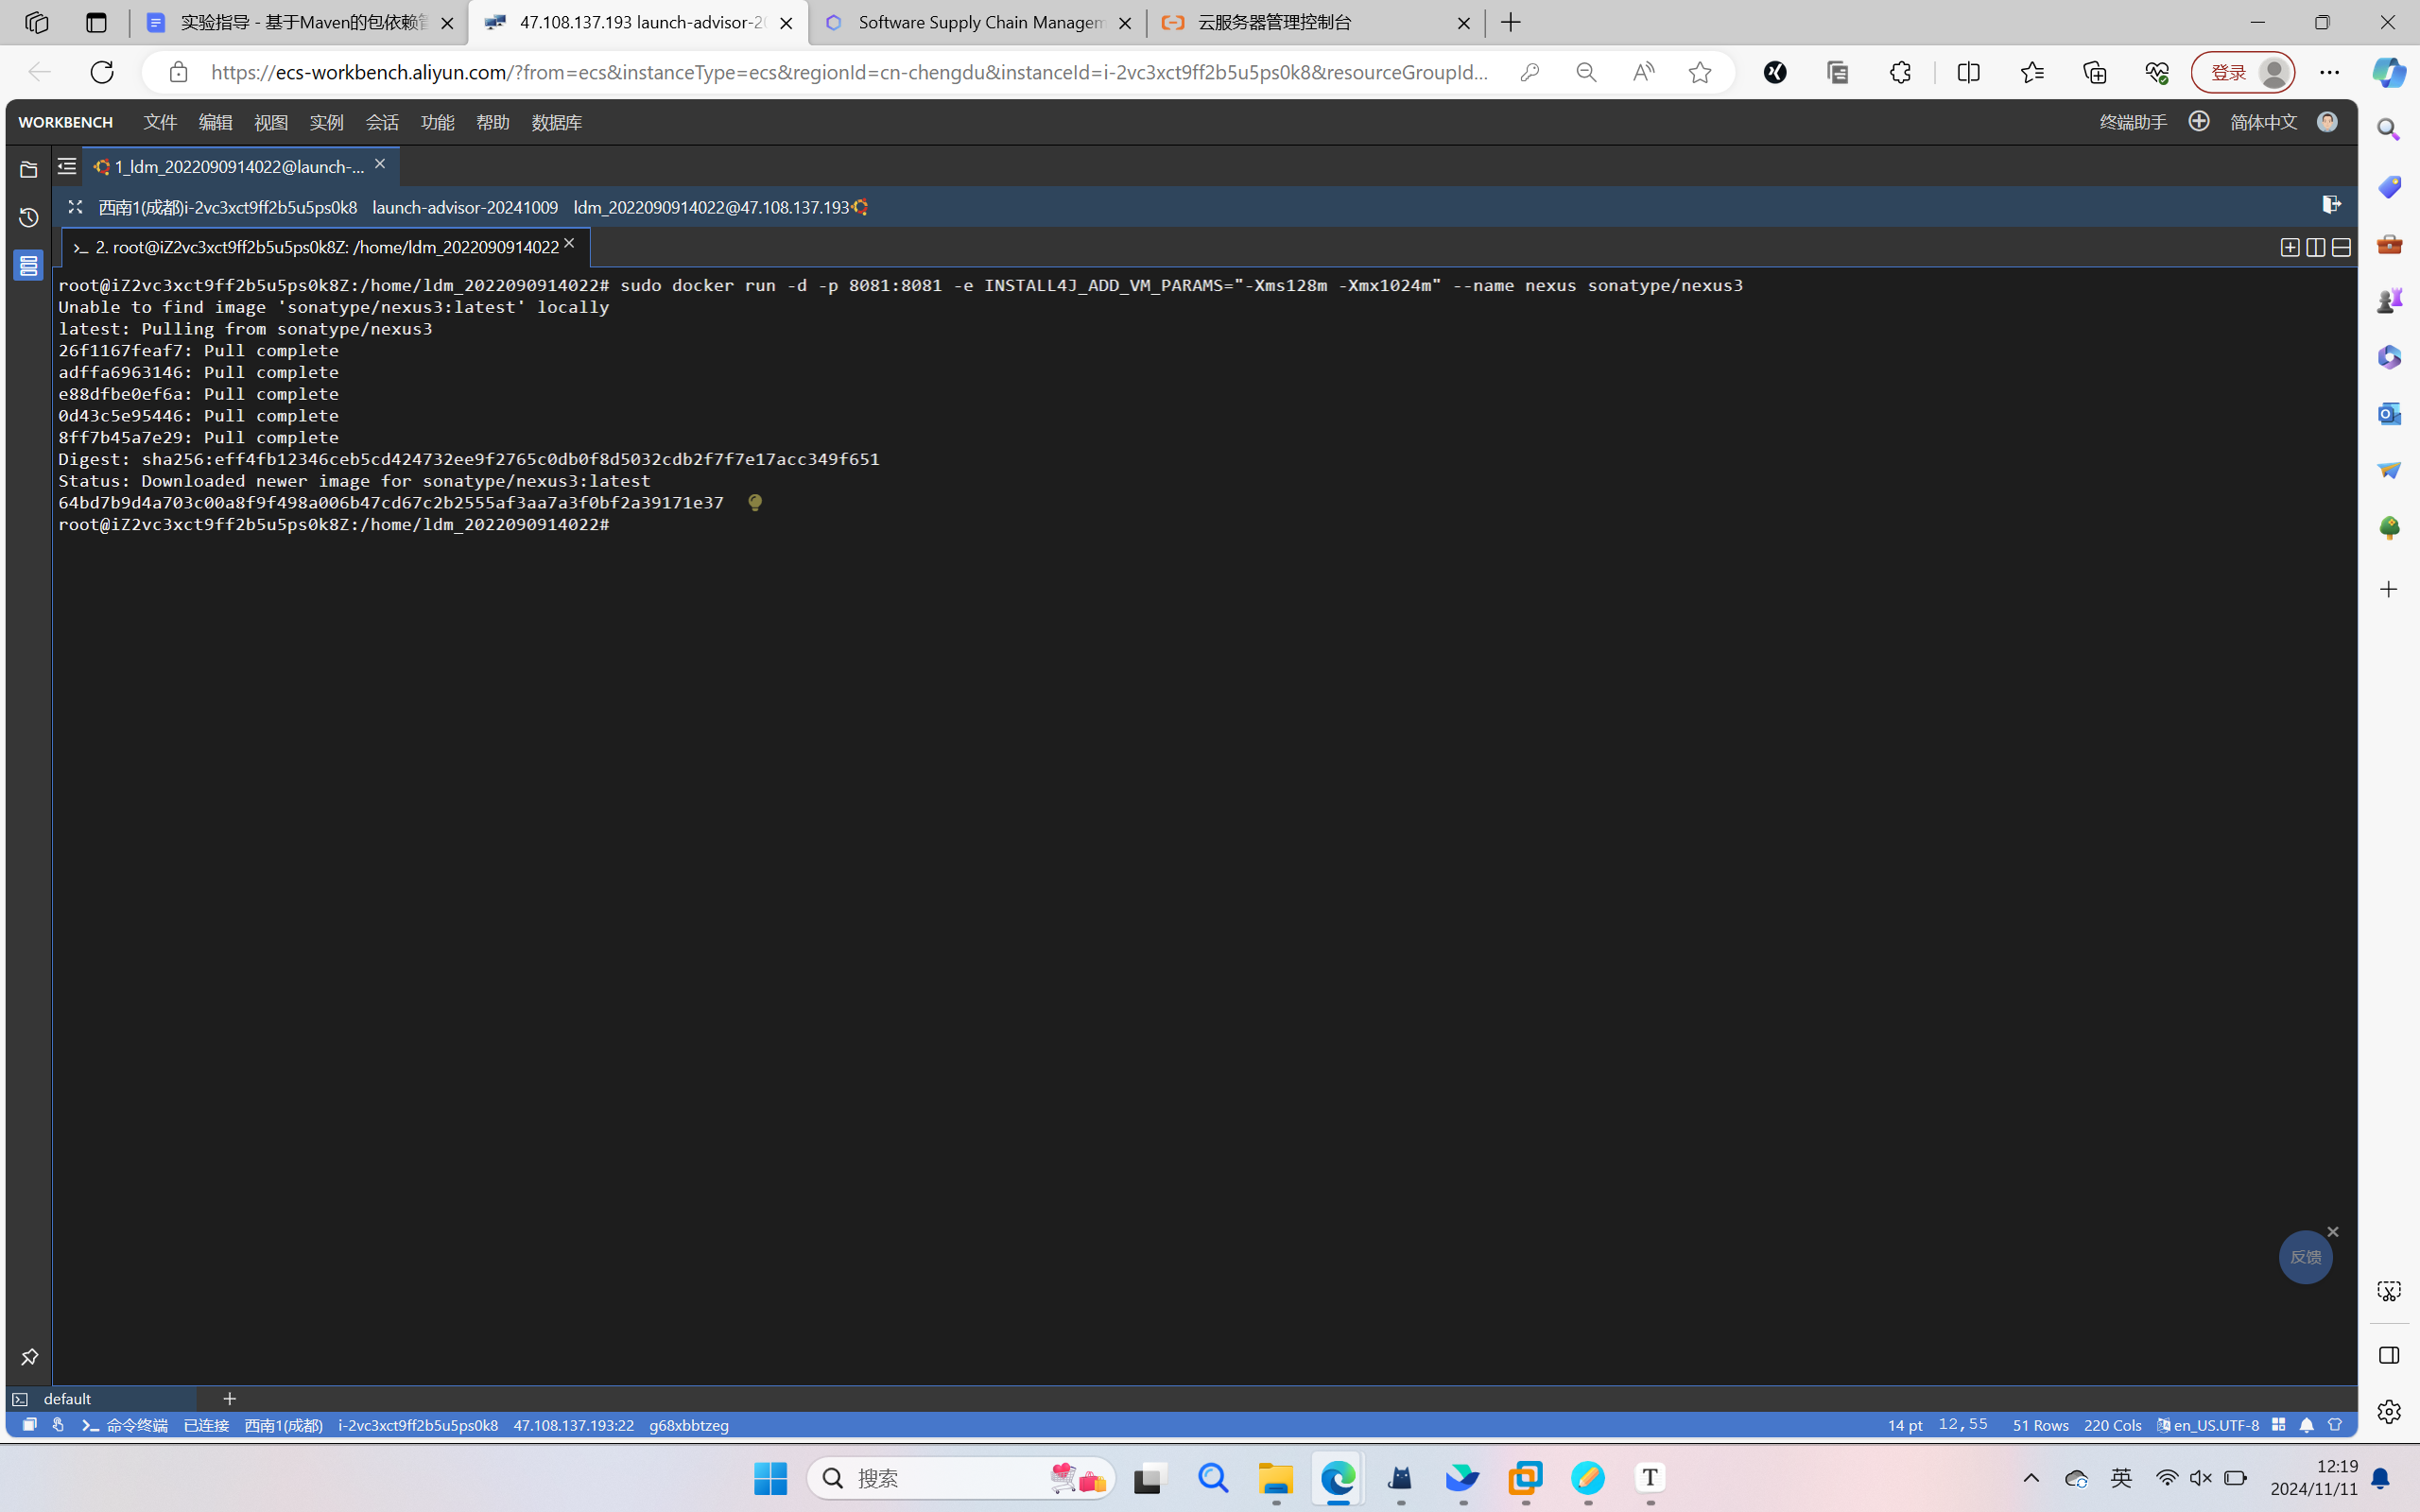 实验指导 - 基于Maven的包依赖管
47.108.137.193 launch-advisor-20
Software Supply Chain Managem
云服务器管理控制台
https://ecs-workbench.aliyun.com/?from=ecs&instanceType=ecs&regionId=cn-chengdu&instanceId=i-2vc3xct9ff2b5u5ps0k8&resourceGroupId...
登录
WORKBENCH 文件 编辑 视图 实例 会话 功能 帮助 数据库 终端助手 简体中文
1_ldm_2022090914022@launch-...
西南1(成都)i-2vc3xct9ff2b5u5ps0k8 launch-advisor-20241009 ldm_2022090914022@47.108.137.193
2. root@iZ2vc3xct9ff2b5u5ps0k8Z: /home/ldm_2022090914022
root@iZ2vc3xct9ff2b5u5ps0k8Z:/home/ldm_2022090914022# sudo docker run -d -p 8081:8081 -e INSTALL4J_ADD_VM_PARAMS="-Xms128m -Xmx1024m" --name nexus sonatype/nexus3
Unable to find image 'sonatype/nexus3:latest' locally
latest: Pulling from sonatype/nexus3
26f1167feaf7: Pull complete
adffa6963146: Pull complete
e88dfbe0ef6a: Pull complete
0d43c5e95446: Pull complete
8ff7b45a7e29: Pull complete
Digest: sha256:eff4fb12346ceb5cd424732ee9f2765c0db0f8d5032cdb2f7f7e17acc349f651
Status: Downloaded newer image for sonatype/nexus3:latest
64bd7b9d4a703c00a8f9f498a006b47cd67c2b2555af3aa7a3f0bf2a39171e37
root@iZ2vc3xct9ff2b5u5ps0k8Z:/home/ldm_2022090914022#
反馈
default
命令终端 已连接 西南1(成都) i-2vc3xct9ff2b5u5ps0k8 47.108.137.193:22 g68xbbtzeg 14 pt 12,55 51 Rows 220 Cols en_US.UTF-8
搜索
英
12:19
2024/11/11